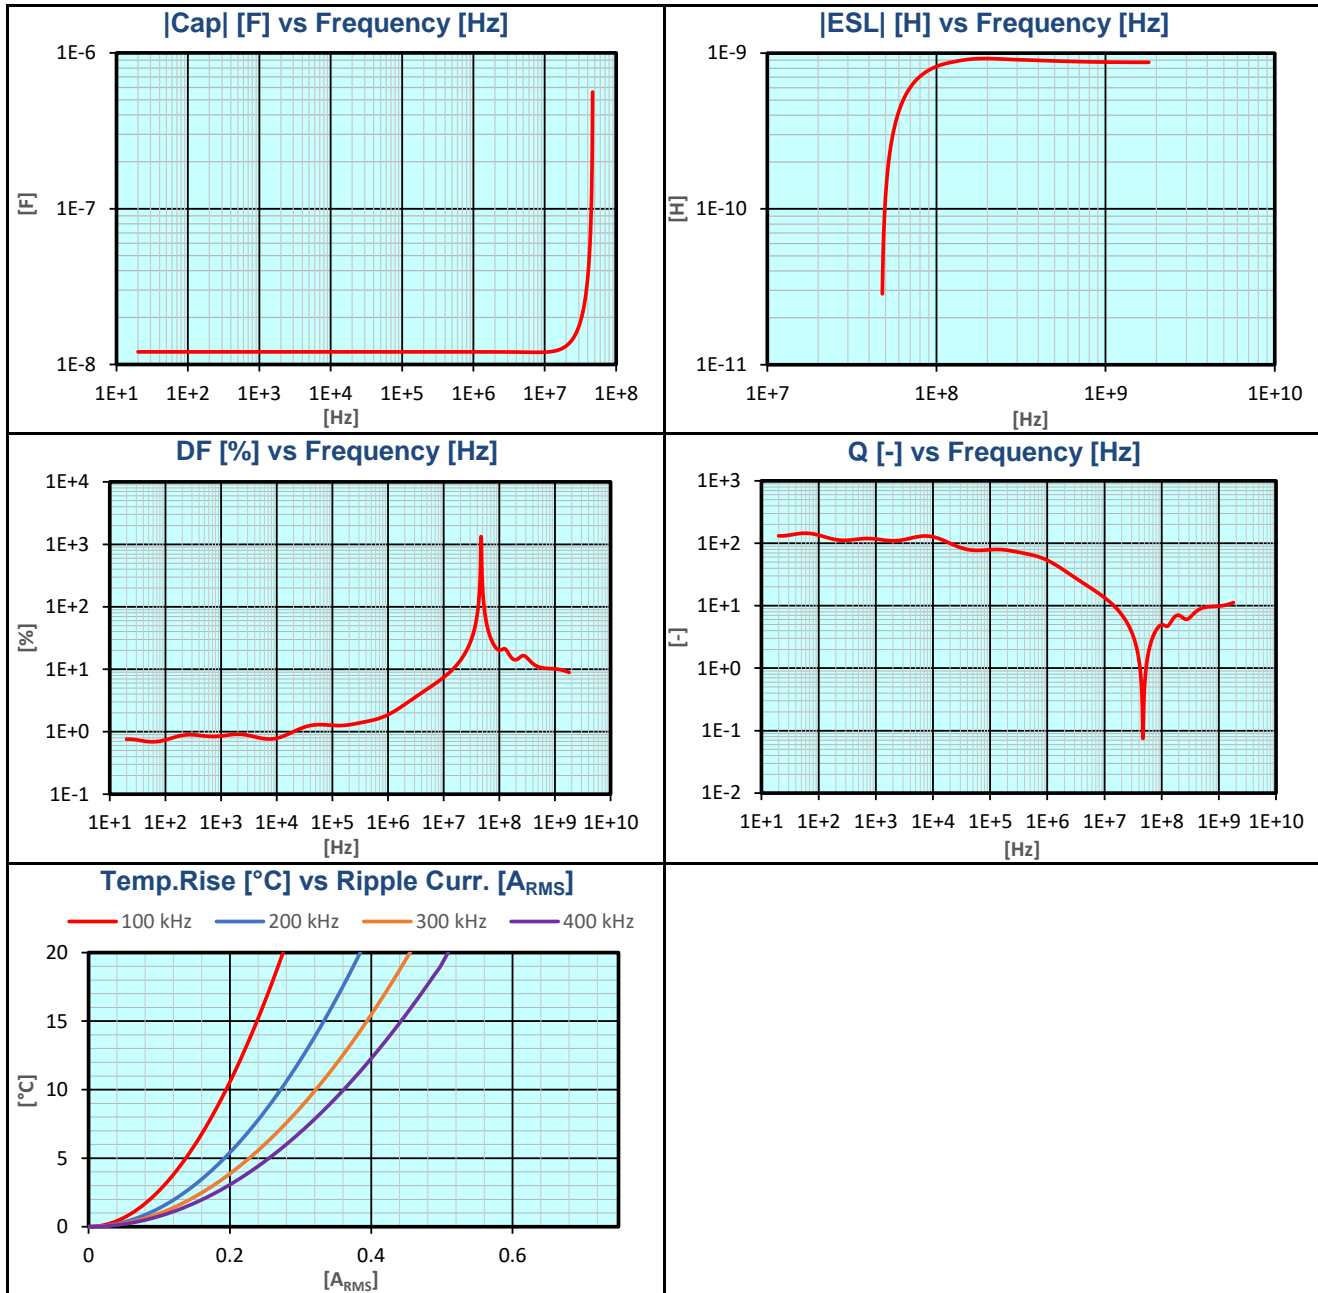 |Cap| [F] vs Frequency [Hz]
1E-6
1E-7
1E-8
[F]
1E+1 1E+2 1E+3 1E+4 1E+5 1E+6 1E+7 1E+8
[Hz]
|ESL| [H] vs Frequency [Hz]
1E-9
1E-10
1E-11
[H]
1E+7 1E+8 1E+9 1E+10
[Hz]
DF [%] vs Frequency [Hz]
1E+4
1E+3
1E+2
1E+1
1E+0
1E-1
[%]
1E+1 1E+2 1E+3 1E+4 1E+5 1E+6 1E+7 1E+8 1E+9 1E+10
[Hz]
Q [-] vs Frequency [Hz]
1E+3
1E+2
1E+1
1E+0
1E-1
1E-2
[-]
1E+1 1E+2 1E+3 1E+4 1E+5 1E+6 1E+7 1E+8 1E+9 1E+10
[Hz]
Temp.Rise [°C] vs Ripple Curr. [ARMS]
100 kHz 200 kHz 300 kHz 400 kHz
20
15
10
5
0
[°C]
0 0.2 0.4 0.6
[ARMS]